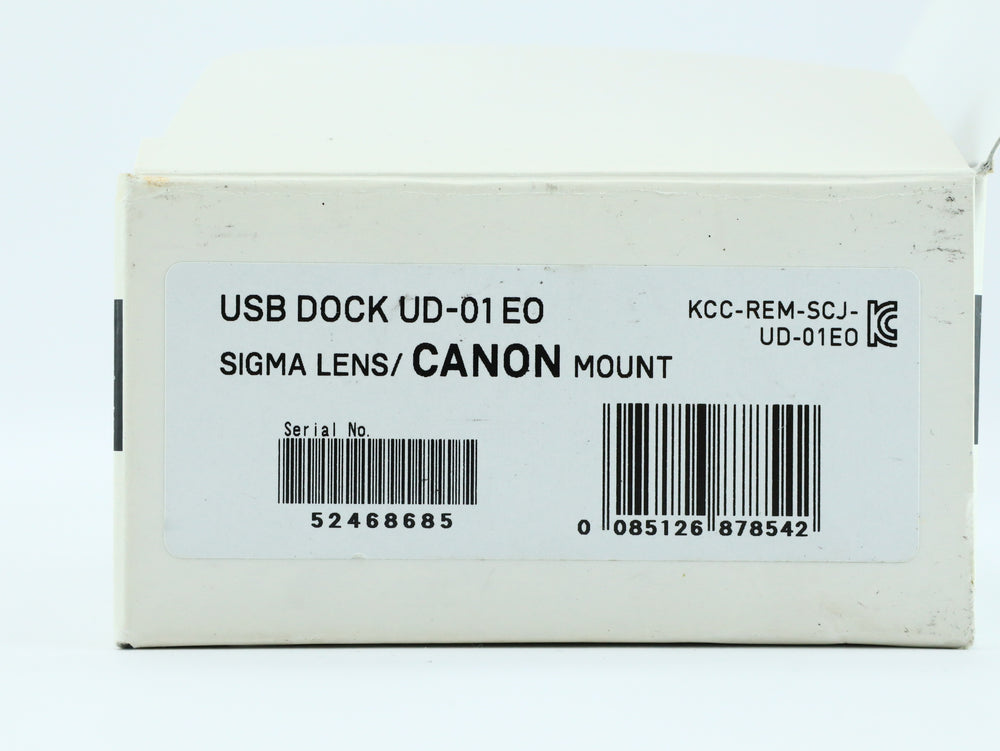 USB DOCK UD-01 EO
KCC-REM-SCJ-
UD-01EO
SIGMA LENS/ CANON MOUNT
Serial No.
52468685
0 085126 878542